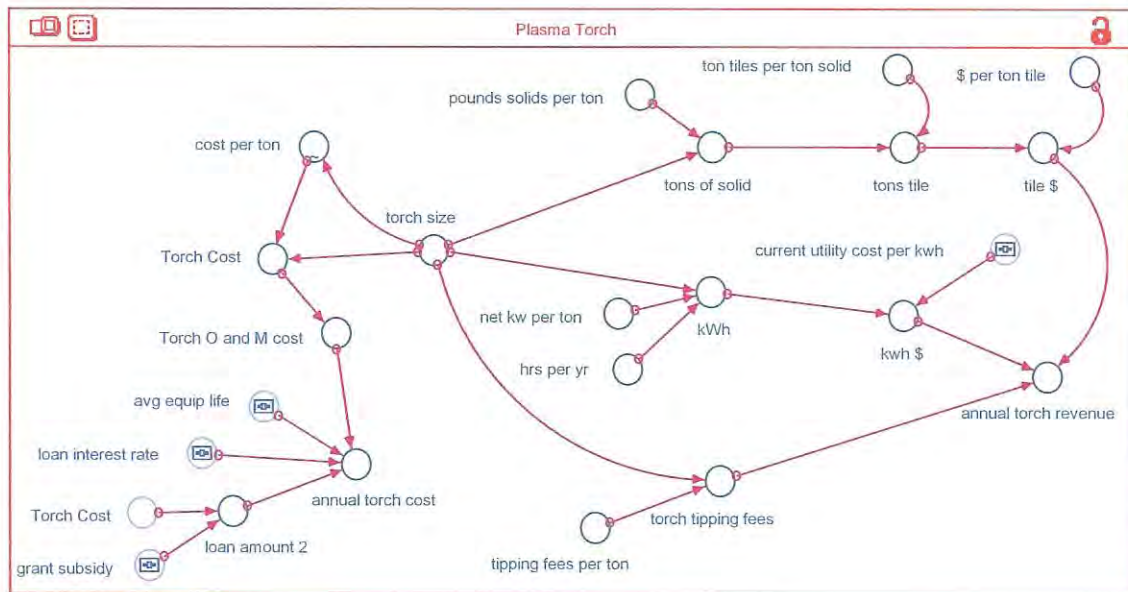 Plasma Torch
ton tiles per ton solid
$ per ton tile
pounds solids per ton
cost per ton
tons of solid
tons tile
tile $
torch size
Torch Cost
current utility cost per kwh
net kw per ton
kWh
Torch O and M cost
kwh $
hrs per yr
avg equip life
annual torch revenue
loan interest rate
annual torch cost
Torch Cost
torch tipping fees
loan amount 2
tipping fees per ton
grant subsidy